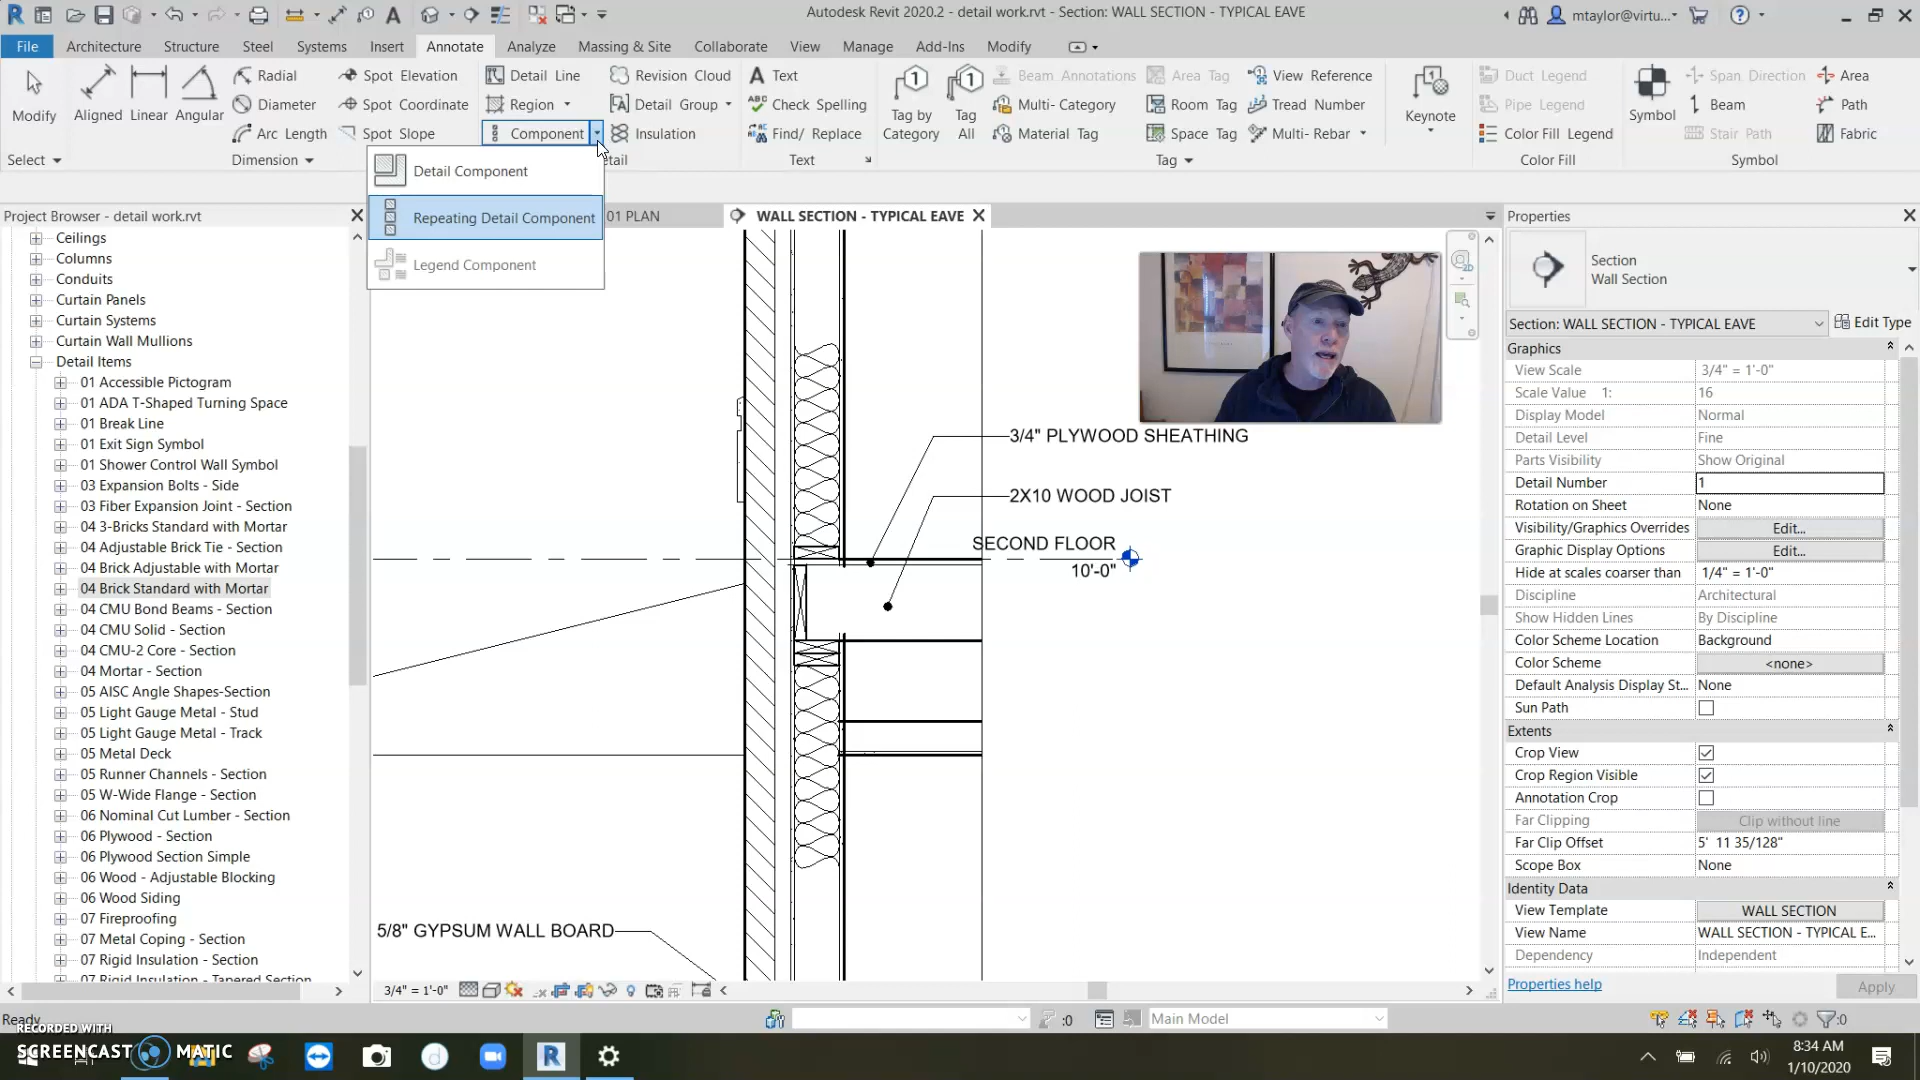 Autodesk Revit 2020.2 - detail work.rvt - Section: WALL SECTION - TYPICAL EAVE
mtaylor@virtu...
File Architecture Structure Steel Systems Insert Annotate Analyze Massing & Site Collaborate View Manage Add-Ins Modify
Modify
Select
Aligned Linear Angular
Radial
Diameter
Arc Length
Spot Elevation
Spot Coordinate
Spot Slope
Dimension
Detail Line
Region
Component
Revision Cloud
Detail Group
Insulation
Text
Check Spelling
Find/ Replace
Text
Tag by Category
Tag All
Beam Annotations
Multi- Category
Material Tag
Area Tag
Room Tag
Space Tag
View Reference
Tread Number
Multi- Rebar
Tag
Keynote
Duct Legend
Pipe Legend
Color Fill Legend
Color Fill
Symbol
Span Direction
Beam
Stair Path
Area
Path
Fabric
Symbol
Detail Component
Repeating Detail Component
Legend Component
Project Browser - detail work.rvt
Ceilings
Columns
Conduits
Curtain Panels
Curtain Systems
Curtain Wall Mullions
Detail Items
01 Accessible Pictogram
01 ADA T-Shaped Turning Space
01 Break Line
01 Exit Sign Symbol
01 Shower Control Wall Symbol
03 Expansion Bolts - Side
03 Fiber Expansion Joint - Section
04 3-Bricks Standard with Mortar
04 Adjustable Brick Tie - Section
04 Brick Adjustable with Mortar
04 Brick Standard with Mortar
04 CMU Bond Beams - Section
04 CMU Solid - Section
04 CMU-2 Core - Section
04 Mortar - Section
05 AISC Angle Shapes-Section
05 Light Gauge Metal - Stud
05 Light Gauge Metal - Track
05 Metal Deck
05 Runner Channels - Section
05 W-Wide Flange - Section
06 Nominal Cut Lumber - Section
06 Plywood - Section
06 Plywood Section Simple
06 Wood - Adjustable Blocking
06 Wood Siding
07 Fireproofing
07 Metal Coping - Section
07 Rigid Insulation - Section
07 Rigid Insulation - Tapered Section
01 PLAN
WALL SECTION - TYPICAL EAVE
3/4" PLYWOOD SHEATHING
2X10 WOOD JOIST
SECOND FLOOR
10'-0"
5/8" GYPSUM WALL BOARD
3/4" = 1'-0"
Properties
Section
Wall Section
Section: WALL SECTION - TYPICAL EAVE Edit Type
Graphics
View Scale 3/4" = 1'-0"
Scale Value 1: 16
Display Model Normal
Detail Level Fine
Parts Visibility Show Original
Detail Number 1
Rotation on Sheet None
Visibility/Graphics Overrides Edit...
Graphic Display Options Edit...
Hide at scales coarser than 1/4" = 1'-0"
Discipline Architectural
Show Hidden Lines By Discipline
Color Scheme Location Background
Color Scheme <none>
Default Analysis Display St... None
Sun Path
Extents
Crop View
Crop Region Visible
Annotation Crop
Far Clipping Clip without line
Far Clip Offset 5' 11 35/128"
Scope Box None
Identity Data
View Template WALL SECTION
View Name WALL SECTION - TYPICAL E...
Dependency Independent
Properties help Apply
Ready
:0
Main Model
:0
RECORDED WITH
SCREENCAST MATIC
8:34 AM
1/10/2020